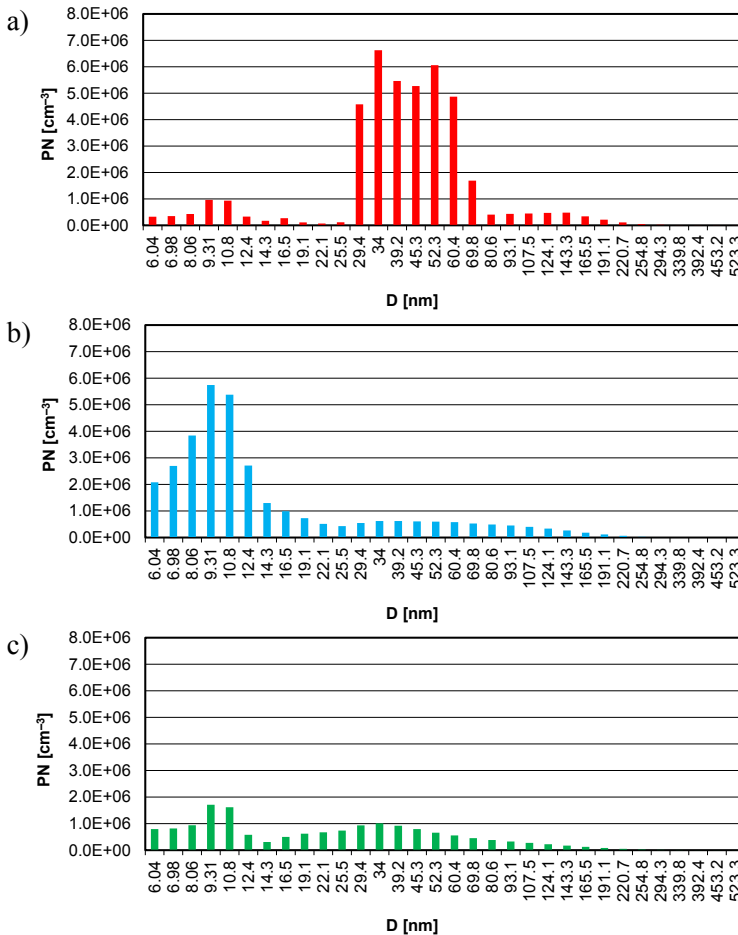 a)
8.0E+06
7.0E+06
6.0E+06
5.0E+06
4.0E+06
3.0E+06
2.0E+06
1.0E+06
0.0E+00
PN [cm⁻³]
6.04 6.98 8.06 9.31 10.8 12.4 14.3 16.5 19.1 22.1 25.5 29.4 34 39.2 45.3 52.3 60.4 69.8 80.6 93.1 107.5 124.1 143.3 165.5 191.1 220.7 254.8 294.3 339.8 392.4 453.2 523.3
D [nm]
b)
8.0E+06
7.0E+06
6.0E+06
5.0E+06
4.0E+06
3.0E+06
2.0E+06
1.0E+06
0.0E+00
PN [cm⁻³]
6.04 6.98 8.06 9.31 10.8 12.4 14.3 16.5 19.1 22.1 25.5 29.4 34 39.2 45.3 52.3 60.4 69.8 80.6 93.1 107.5 124.1 143.3 165.5 191.1 220.7 254.8 294.3 339.8 392.4 453.2 523.3
D [nm]
c)
8.0E+06
7.0E+06
6.0E+06
5.0E+06
4.0E+06
3.0E+06
2.0E+06
1.0E+06
0.0E+00
PN [cm⁻³]
6.04 6.98 8.06 9.31 10.8 12.4 14.3 16.5 19.1 22.1 25.5 29.4 34 39.2 45.3 52.3 60.4 69.8 80.6 93.1 107.5 124.1 143.3 165.5 191.1 220.7 254.8 294.3 339.8 392.4 453.2 523.3
D [nm]